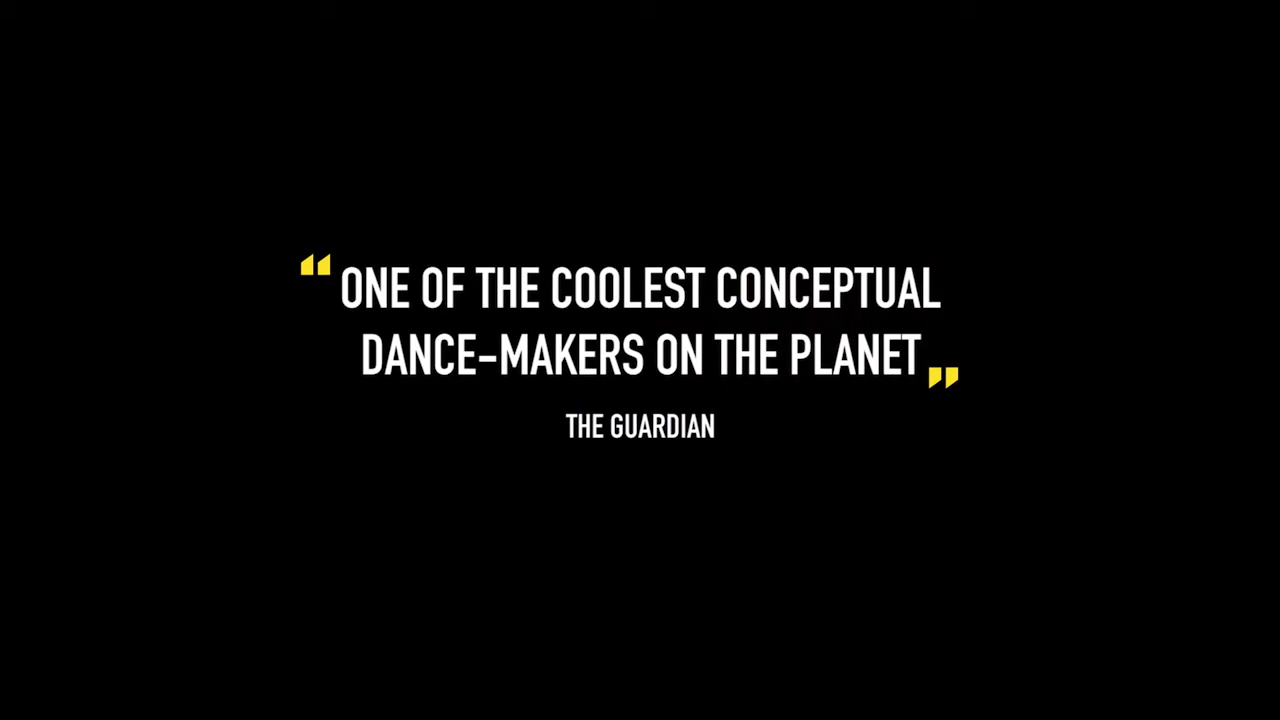 “ONE OF THE COOLEST CONCEPTUAL
DANCE-MAKERS ON THE PLANET”
THE GUARDIAN